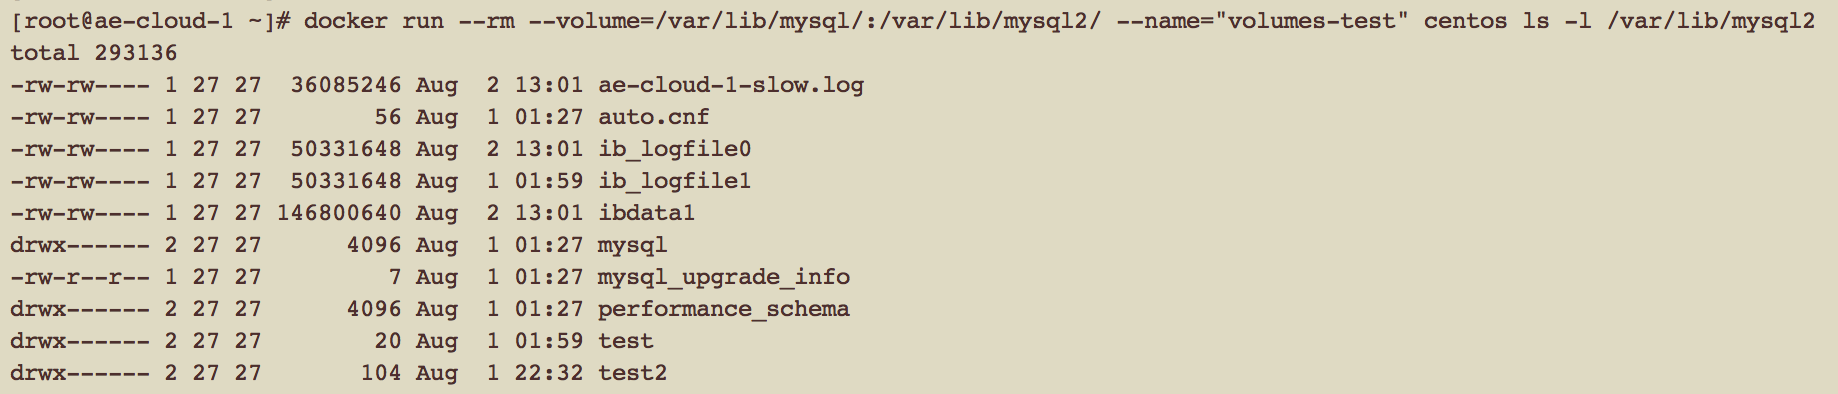 [root@ae-cloud-1 ~]# docker run --rm --volume=/var/lib/mysql/:/var/lib/mysql2/ --name="volumes-test" centos ls -l /var/lib/mysql2
total 293136
-rw-rw---- 1 27 27  36085246 Aug  2 13:01 ae-cloud-1-slow.log
-rw-rw---- 1 27 27        56 Aug  1 01:27 auto.cnf
-rw-rw---- 1 27 27  50331648 Aug  2 13:01 ib_logfile0
-rw-rw---- 1 27 27  50331648 Aug  1 01:59 ib_logfile1
-rw-rw---- 1 27 27 146800640 Aug  2 13:01 ibdata1
drwx------ 2 27 27      4096 Aug  1 01:27 mysql
-rw-r--r-- 1 27 27         7 Aug  1 01:27 mysql_upgrade_info
drwx------ 2 27 27      4096 Aug  1 01:27 performance_schema
drwx------ 2 27 27        20 Aug  1 01:59 test
drwx------ 2 27 27       104 Aug  1 22:32 test2